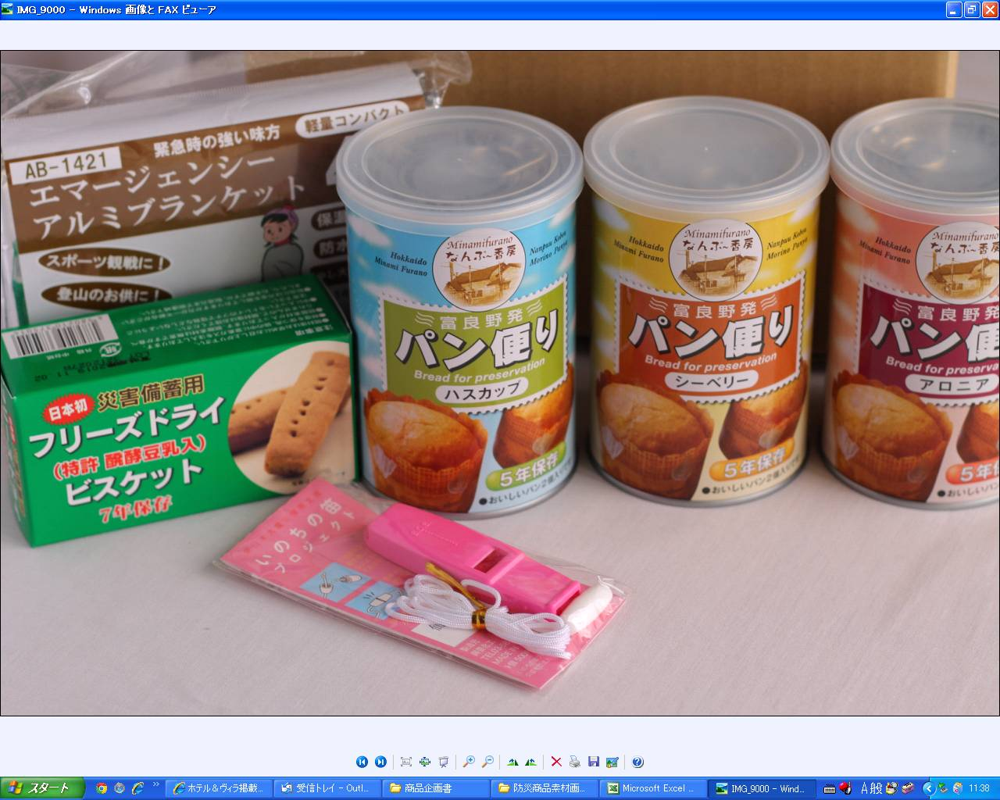 IMG_9000 - Windows 画像と FAX ビューア
軽量コンパクト
緊急時の強い味方
AB-1421
エマージェンシー
アルミブランケット
保温
防水
スポーツ観戦に!
登山のお供に!
日本初
災害備蓄用
フリーズドライ
(特許 醗酵豆乳入)
ビスケット
7年保存
Hokkaido
Minami Furano
Minamifurano
なんぷ~香房
Nanpuu Kobou
Morino Panya
富良野発
パン便り
Bread for preservation
ハスカップ
5年保存
●おいしいパン2個入り
Hokkaido
Minami Furano
Minamifurano
なんぷ~香房
Nanpuu Kobou
Morino Panya
富良野発
パン便り
Bread for preservation
シーベリー
5年保存
●おいしいパン2個入り
Hokkaido
Minami Furano
Minamifurano
なんぷ~香房
富良野発
パン便
Bread for preserva
アロニア
5年保
●おいしいパン2個入り
いのちの笛
プロジェクト
スタート
ホテル&ヴィラ掲載...
受信トレイ - Outl...
商品企画書
防災商品素材画...
Microsoft Excel ...
IMG_9000 - Wind...
A 般
11:38